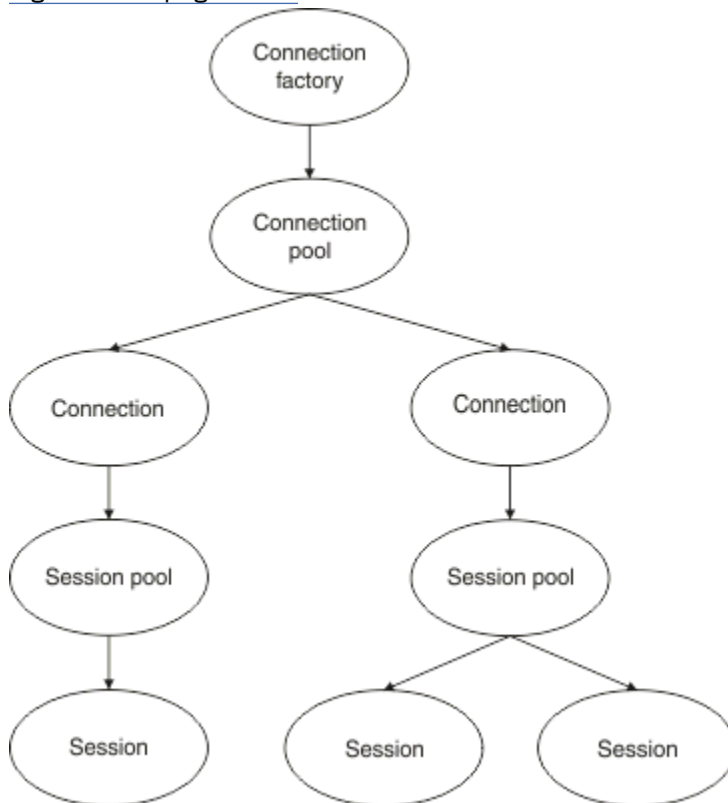 Connection
factory
Connection
pool
Connection
Connection
Session pool
Session pool
Session
Session
Session